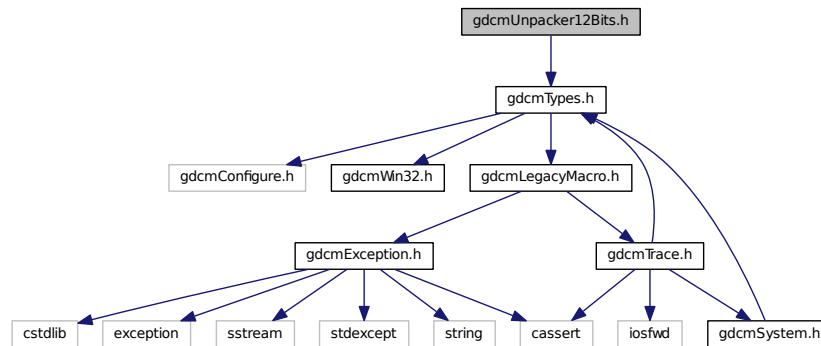 gdcmUnpacker12Bits.h
gdcmTypes.h
gdcmConfigure.h
gdcmWin32.h
gdcmLegacyMacro.h
gdcmException.h
gdcmTrace.h
cstdlib
exception
sstream
stdexcept
string
cassert
iosfwd
gdcmSystem.h